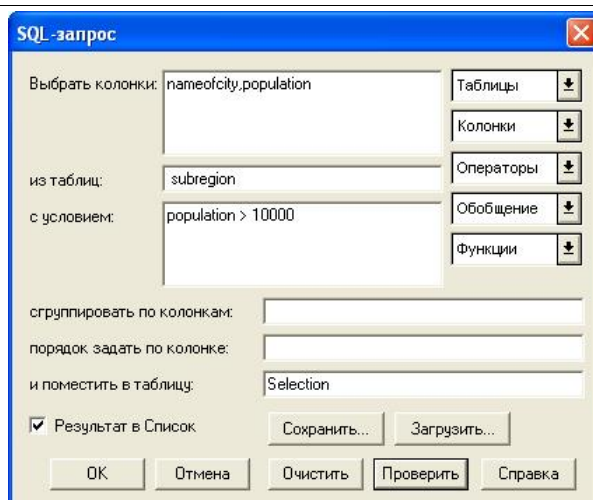 SQL-запрос
Выбрать колонки: nameofcity,population Таблицы
Колонки
из таблиц: subregion Операторы
с условием: population > 10000 Обобщение
Функции
сгруппировать по колонкам:
порядок задать по колонке:
и поместить в таблицу: Selection
Результат в Список Сохранить... Загрузить...
OK Отмена Очистить Проверить Справка